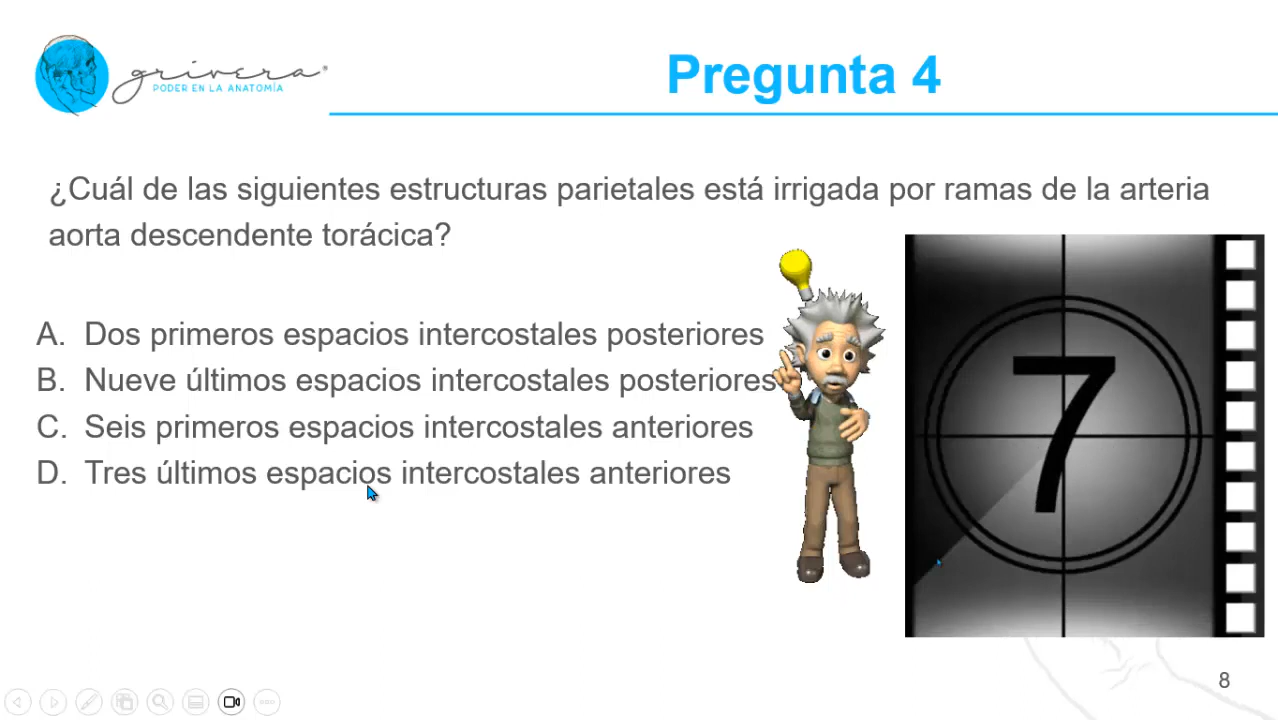 grivera®
PODER EN LA ANATOMÍA
Pregunta 4
¿Cuál de las siguientes estructuras parietales está irrigada por ramas de la arteria
aorta descendente torácica?
A. Dos primeros espacios intercostales posteriores
B. Nueve últimos espacios intercostales posteriores
C. Seis primeros espacios intercostales anteriores
D. Tres últimos espacios intercostales anteriores
7
8